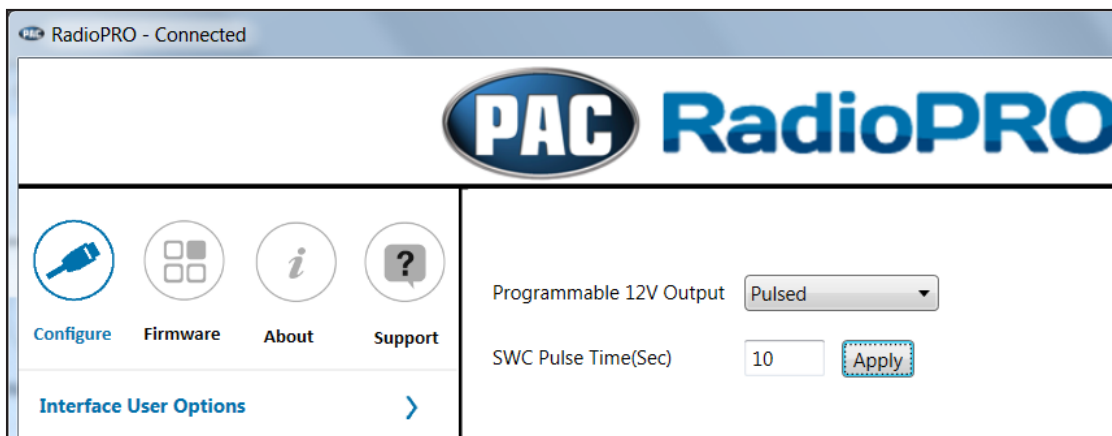 PAC RadioPRO - Connected
PAC RadioPRO
Configure Firmware About Support
Programmable 12V Output Pulsed
SWC Pulse Time(Sec) 10 Apply
Interface User Options